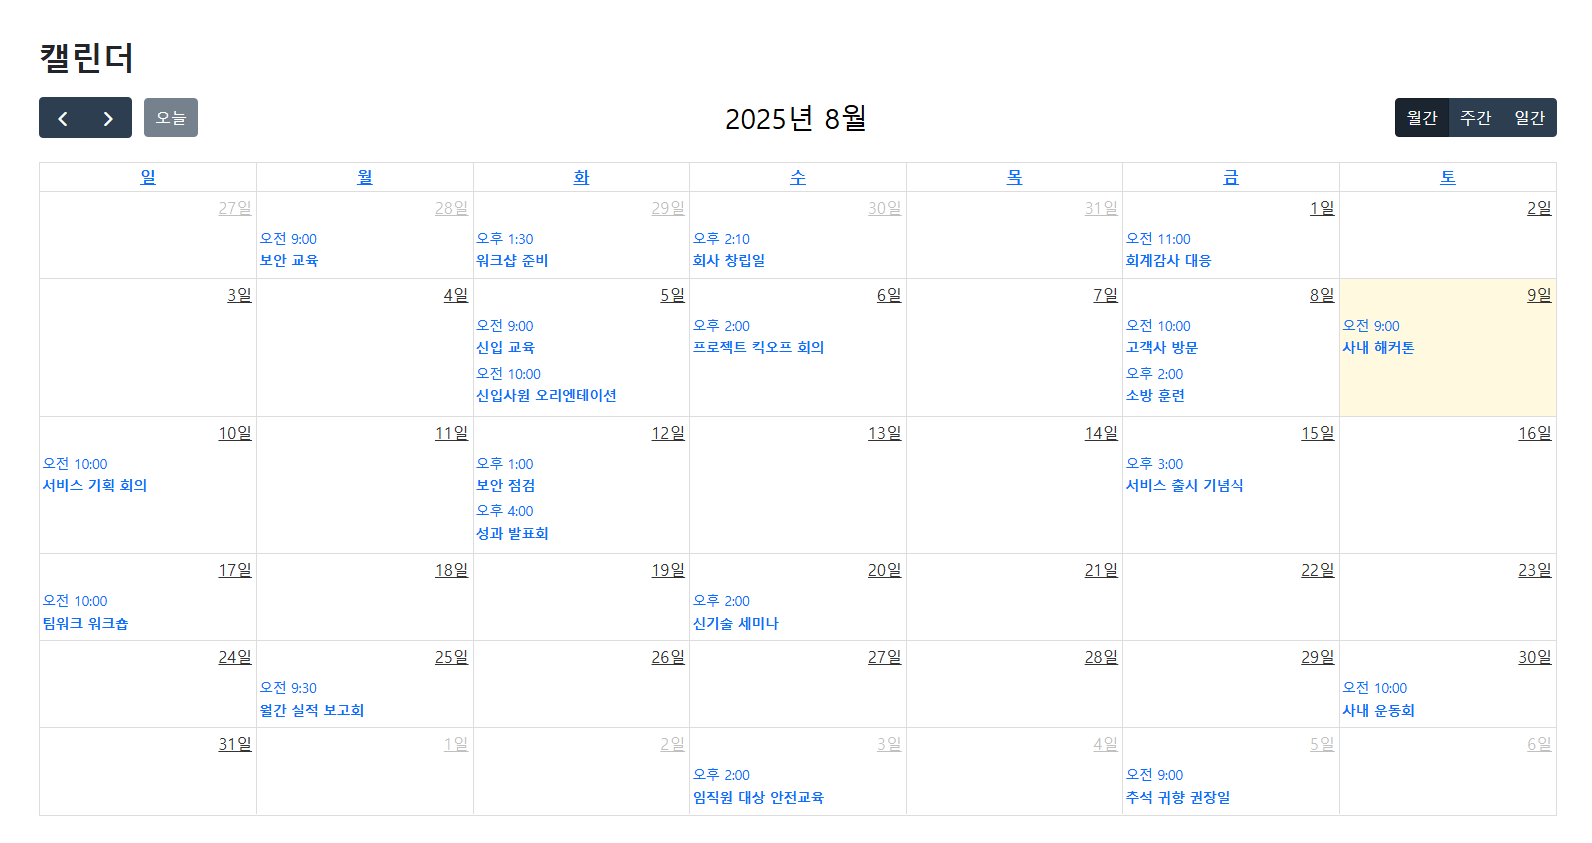 캘린더
오늘
2025년 8월
월간 주간 일간
일 월 화 수 목 금 토
27일 28일 29일 30일 31일 1일 2일
오전 9:00
보안 교육
오후 1:30
워크샵 준비
오후 2:10
회사 창립일
오전 11:00
회계감사 대응
3일 4일 5일 6일 7일 8일 9일
오전 9:00
신입 교육
오전 10:00
신입사원 오리엔테이션
오후 2:00
프로젝트 킥오프 회의
오전 10:00
고객사 방문
오후 2:00
소방 훈련
오전 9:00
사내 해커톤
10일 11일 12일 13일 14일 15일 16일
오전 10:00
서비스 기획 회의
오후 1:00
보안 점검
오후 4:00
성과 발표회
오후 3:00
서비스 출시 기념식
17일 18일 19일 20일 21일 22일 23일
오전 10:00
팀워크 워크숍
오후 2:00
신기술 세미나
24일 25일 26일 27일 28일 29일 30일
오전 9:30
월간 실적 보고회
오전 10:00
사내 운동회
31일 1일 2일 3일 4일 5일 6일
오후 2:00
임직원 대상 안전교육
오전 9:00
추석 귀향 권장일